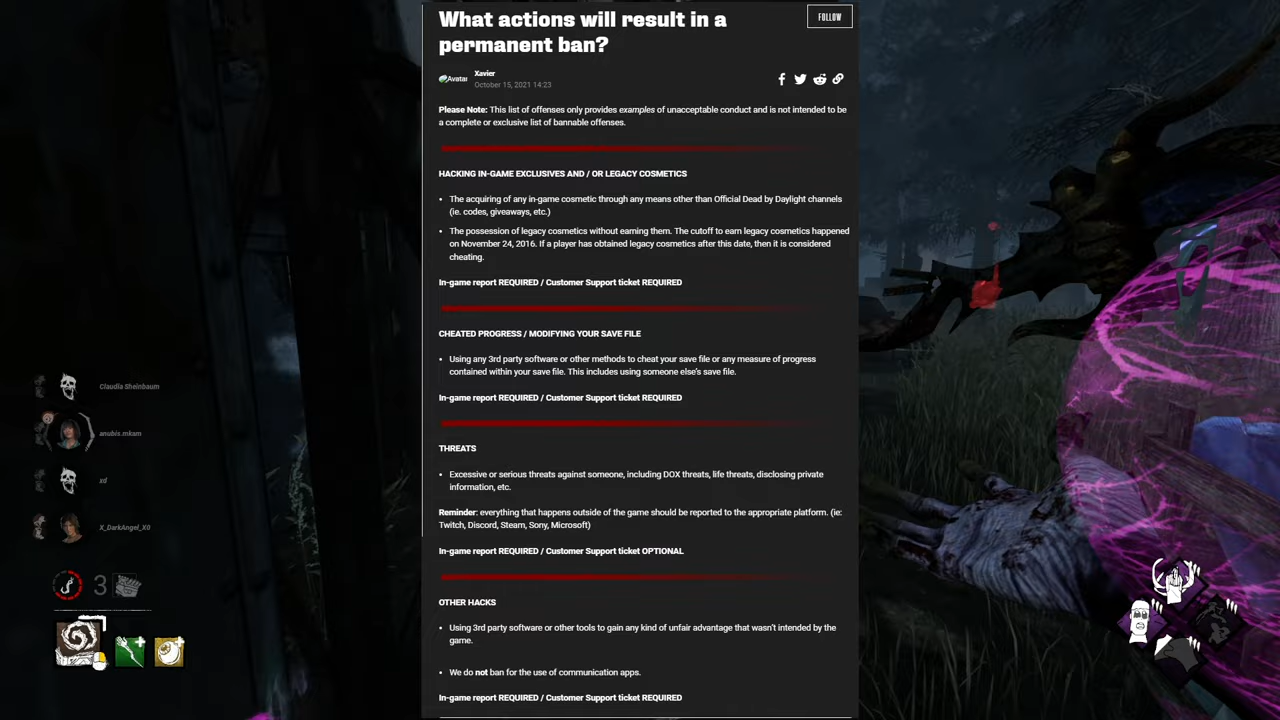 What actions will result in a
permanent ban?
FOLLOW
Avatar
Xavier
October 15, 2021 14:23
Please Note: This list of offenses only provides examples of unacceptable conduct and is not intended to be
a complete or exclusive list of bannable offenses.
HACKING IN-GAME EXCLUSIVES AND / OR LEGACY COSMETICS
• The acquiring of any in-game cosmetic through any means other than Official Dead by Daylight channels
(ie. codes, giveaways, etc.)
• The possession of legacy cosmetics without earning them. The cutoff to earn legacy cosmetics happened
on November 24, 2016. If a player has obtained legacy cosmetics after this date, then it is considered
cheating.
In-game report REQUIRED / Customer Support ticket REQUIRED
CHEATED PROGRESS / MODIFYING YOUR SAVE FILE
• Using any 3rd party software or other methods to cheat your save file or any measure of progress
contained within your save file. This includes using someone else's save file.
In-game report REQUIRED / Customer Support ticket REQUIRED
THREATS
• Excessive or serious threats against someone, including DOX threats, life threats, disclosing private
information, etc.
Reminder: everything that happens outside of the game should be reported to the appropriate platform. (ie:
Twitch, Discord, Steam, Sony, Microsoft)
In-game report REQUIRED / Customer Support ticket OPTIONAL
OTHER HACKS
• Using 3rd party software or other tools to gain any kind of unfair advantage that wasn't intended by the
game.
• We do not ban for the use of communication apps.
In-game report REQUIRED / Customer Support ticket REQUIRED
Claudia Sheinbaum
anubis.mkam
xd
X_DarkAngel_X0
3